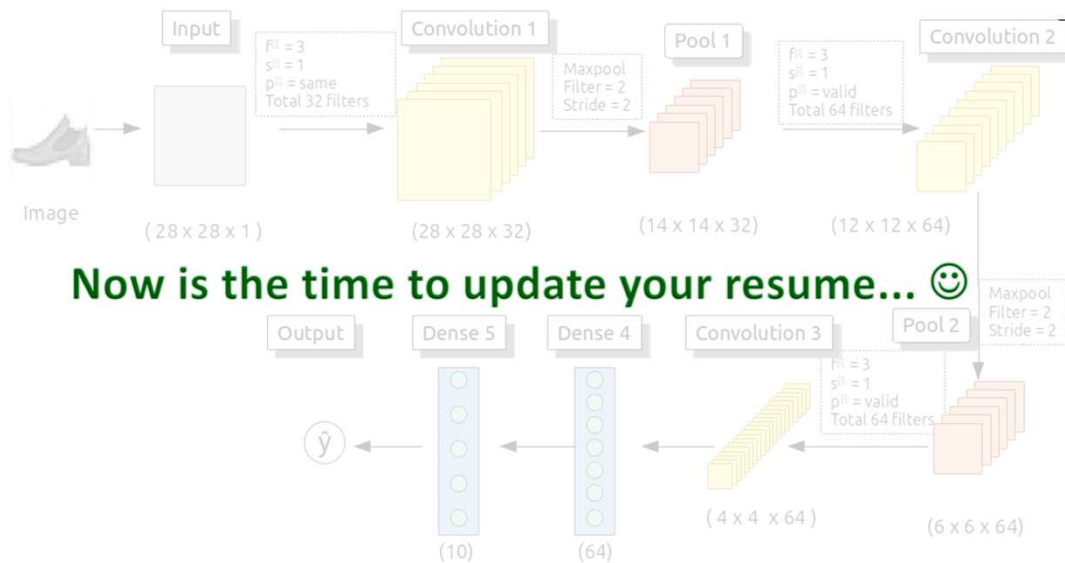 Input
Convolution 1
Pool 1
Convolution 2
f = 3
s = 1
p = same
Total 32 filters
Maxpool
Filter = 2
Stride = 2
f = 3
s = 1
p = valid
Total 64 filters
Image
( 28 x 28 x 1 )
(28 x 28 x 32)
(14 x 14 x 32)
(12 x 12 x 64)
Now is the time to update your resume... ☺
Maxpool
Filter = 2
Stride = 2
Output
Dense 5
Dense 4
Convolution 3
Pool 2
f = 3
s = 1
p = valid
Total 64 filters
ŷ
(10)
(64)
( 4 x 4 x 64 )
(6 x 6 x 64)